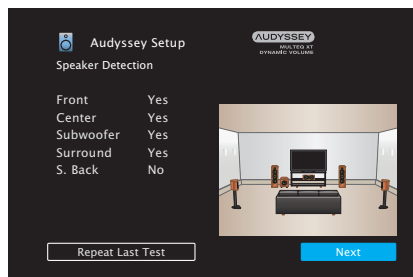 Audyssey Setup
AUDYSSEY
MULTEQ XT
DYNAMIC VOLUME
Speaker Detection
Front Yes
Center Yes
Subwoofer Yes
Surround Yes
S. Back No
Repeat Last Test
Next